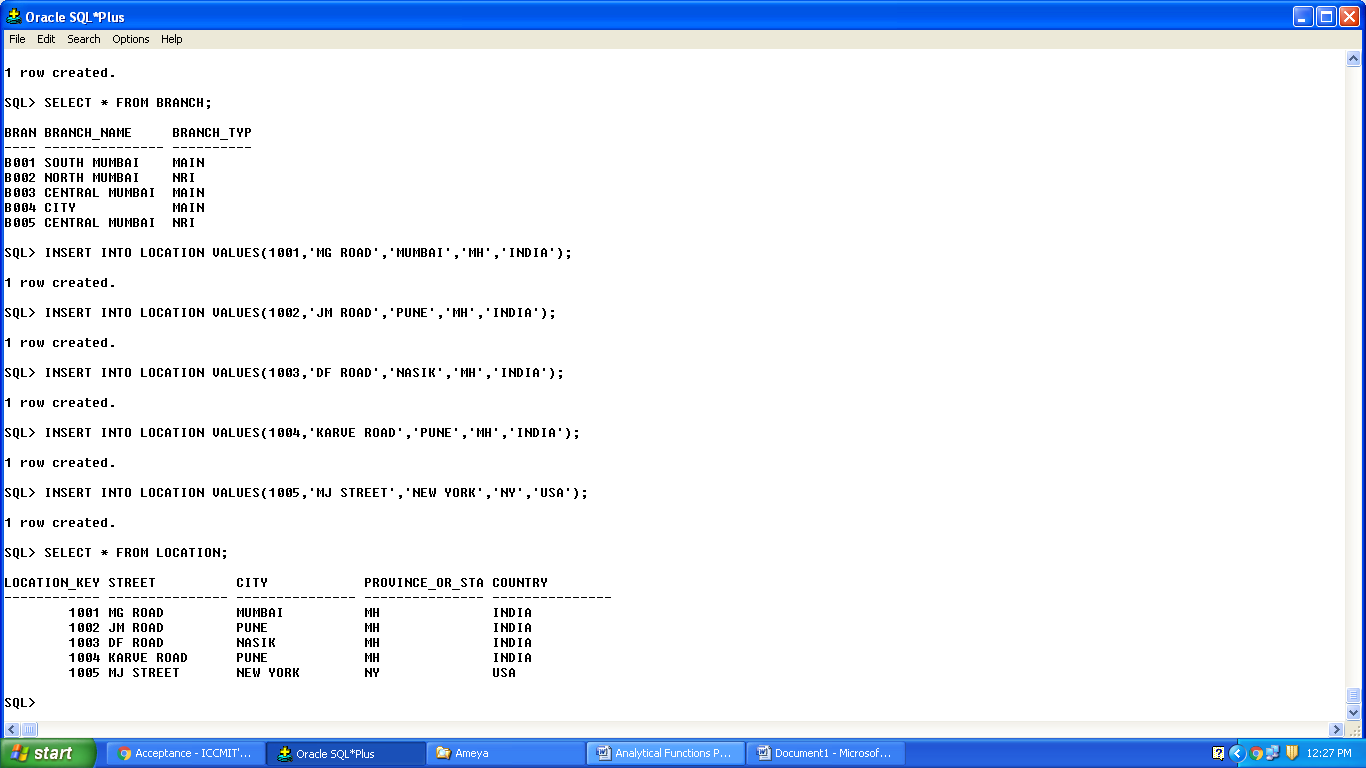 Oracle SQL*Plus
File Edit Search Options Help
1 row created.
SQL> SELECT * FROM BRANCH;
BRAN BRANCH_NAME     BRANCH_TYP
---- --------------- ----------
B001 SOUTH MUMBAI    MAIN
B002 NORTH MUMBAI    NRI
B003 CENTRAL MUMBAI  MAIN
B004 CITY            MAIN
B005 CENTRAL MUMBAI  NRI
SQL> INSERT INTO LOCATION VALUES(1001,'MG ROAD','MUMBAI','MH','INDIA');
1 row created.
SQL> INSERT INTO LOCATION VALUES(1002,'JM ROAD','PUNE','MH','INDIA');
1 row created.
SQL> INSERT INTO LOCATION VALUES(1003,'DF ROAD','NASIK','MH','INDIA');
1 row created.
SQL> INSERT INTO LOCATION VALUES(1004,'KARVE ROAD','PUNE','MH','INDIA');
1 row created.
SQL> INSERT INTO LOCATION VALUES(1005,'MJ STREET','NEW YORK','NY','USA');
1 row created.
SQL> SELECT * FROM LOCATION;
LOCATION_KEY STREET          CITY            PROVINCE_OR_STA COUNTRY
------------ --------------- --------------- --------------- ---------------
        1001 MG ROAD         MUMBAI          MH              INDIA
        1002 JM ROAD         PUNE            MH              INDIA
        1003 DF ROAD         NASIK           MH              INDIA
        1004 KARVE ROAD      PUNE            MH              INDIA
        1005 MJ STREET       NEW YORK        NY              USA
SQL>
start Acceptance - ICCMIT'... Oracle SQL*Plus Ameya Analytical Functions P... Document1 - Microsof... 12:27 PM